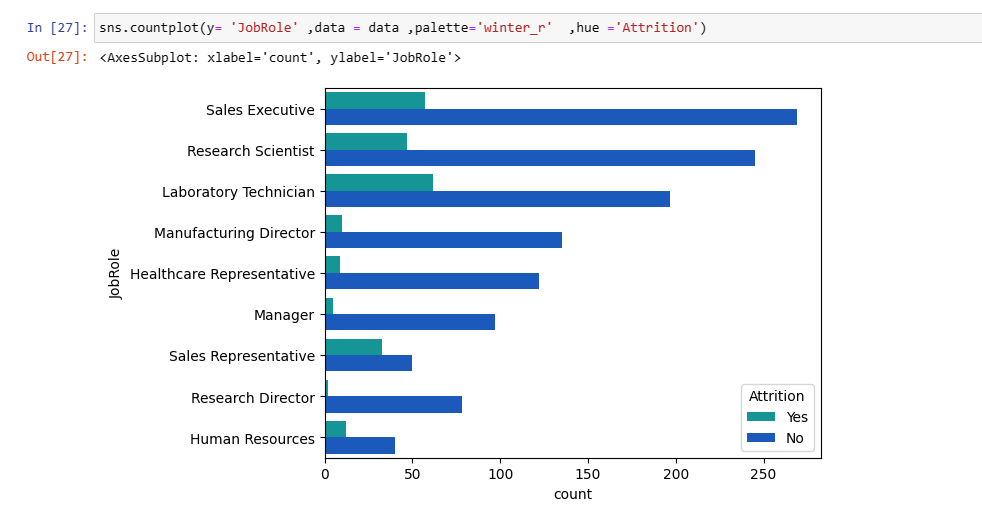 In [27]: sns.countplot(y= 'JobRole' ,data = data ,palette='winter_r'  ,hue ='Attrition')
Out[27]: <AxesSubplot: xlabel='count', ylabel='JobRole'>
Sales Executive
Research Scientist
Laboratory Technician
Manufacturing Director
Healthcare Representative
Manager
Sales Representative
Research Director
Human Resources
JobRole
Attrition
Yes
No
0 50 100 150 200 250
count